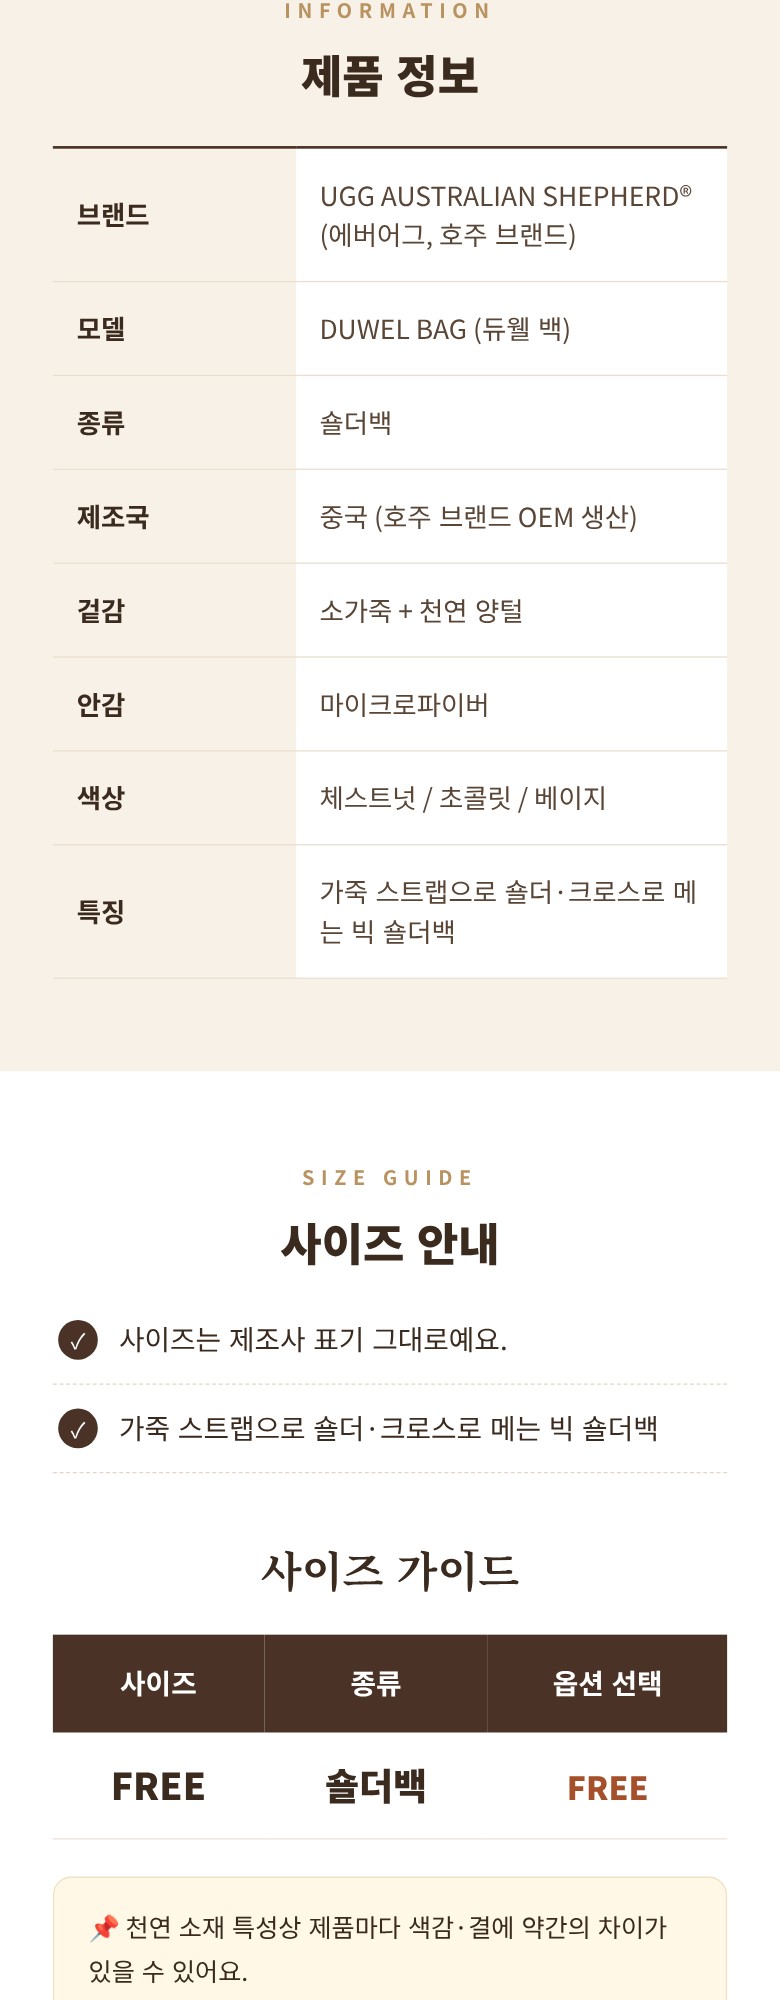 INFORMATION
제품 정보
브랜드
UGG AUSTRALIAN SHEPHERD®
(에버어그, 호주 브랜드)
모델
DUWEL BAG (듀웰 백)
종류
숄더백
제조국
중국 (호주 브랜드 OEM 생산)
겉감
소가죽 + 천연 양털
안감
마이크로파이버
색상
체스트넛 / 초콜릿 / 베이지
특징
가죽 스트랩으로 숄더·크로스로 메
는 빅 숄더백
SIZE GUIDE
사이즈 안내
사이즈는 제조사 표기 그대로예요.
가죽 스트랩으로 숄더·크로스로 메는 빅 숄더백
사이즈 가이드
사이즈 종류 옵션 선택
FREE 숄더백 FREE
📌 천연 소재 특성상 제품마다 색감·결에 약간의 차이가
있을 수 있어요.